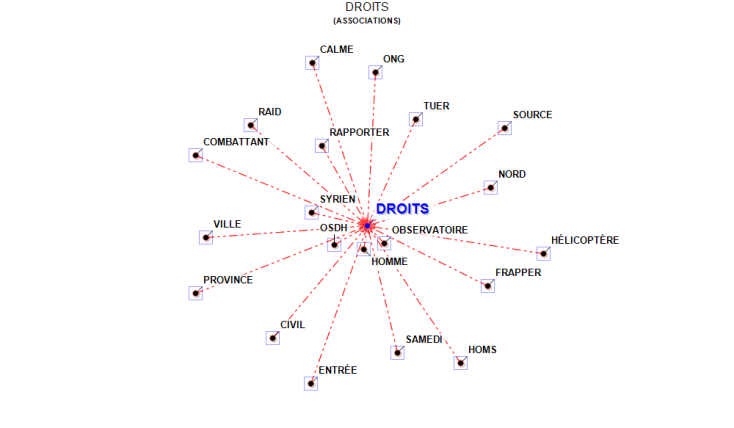 DROITS
(ASSOCIATIONS)
CALME
ONG
RAID
TUER
SOURCE
COMBATTANT
RAPPORTER
NORD
SYRIEN
DROITS
VILLE
OSDH
OBSERVATOIRE
HÉLICOPTÈRE
HOMME
PROVINCE
FRAPPER
CIVIL
SAMEDI
HOMS
ENTRÉE